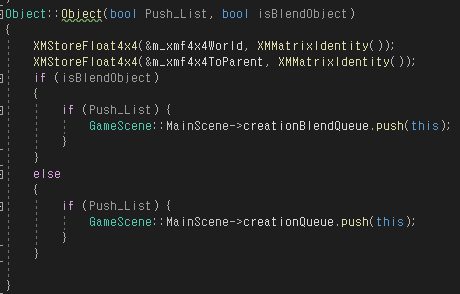 Object::Object(bool Push_List, bool isBlendObject)
{
XMStoreFloat4x4(&m_xmf4x4World, XMMatrixIdentity());
XMStoreFloat4x4(&m_xmf4x4ToParent, XMMatrixIdentity());
if (isBlendObject)
{
if (Push_List) {
GameScene::MainScene->creationBlendQueue.push(this);
}
}
else
{
if (Push_List) {
GameScene::MainScene->creationQueue.push(this);
}
}
}